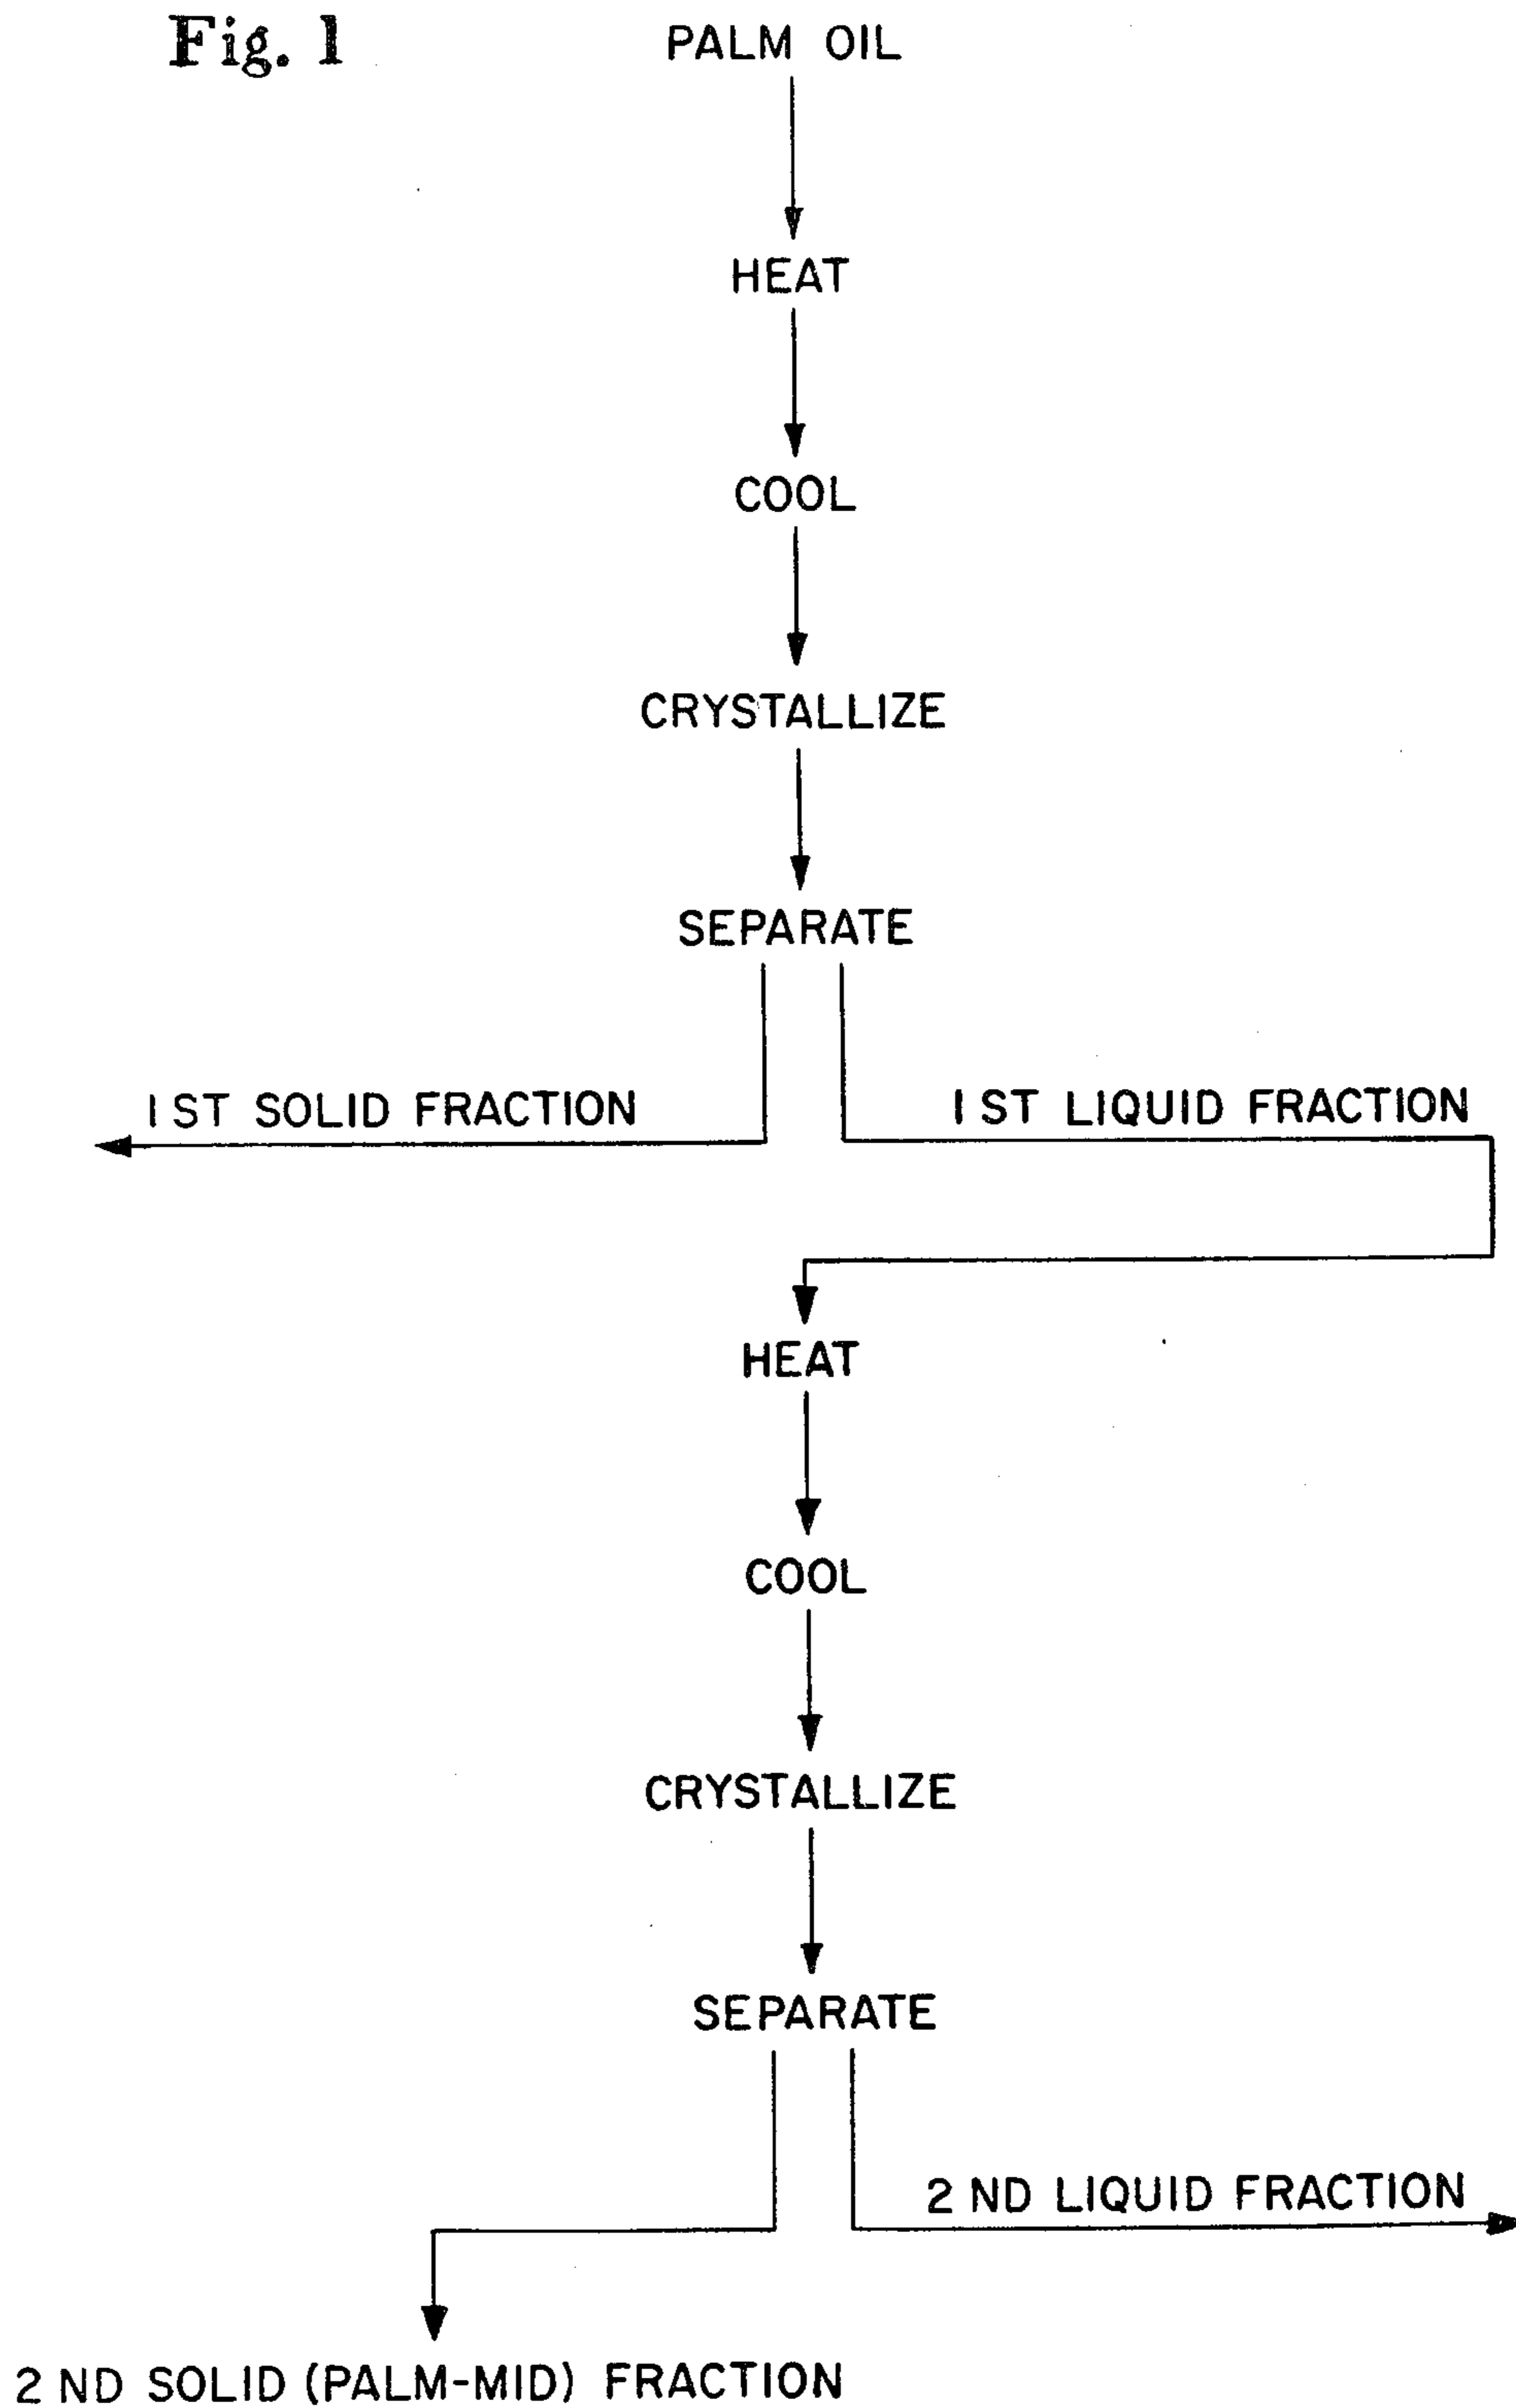 Fig. 1
PALM OIL
HEAT
COOL
CRYSTALLIZE
SEPARATE
1 ST SOLID FRACTION
1 ST LIQUID FRACTION
HEAT
COOL
CRYSTALLIZE
SEPARATE
2 ND LIQUID FRACTION
2 ND SOLID (PALM-MID) FRACTION